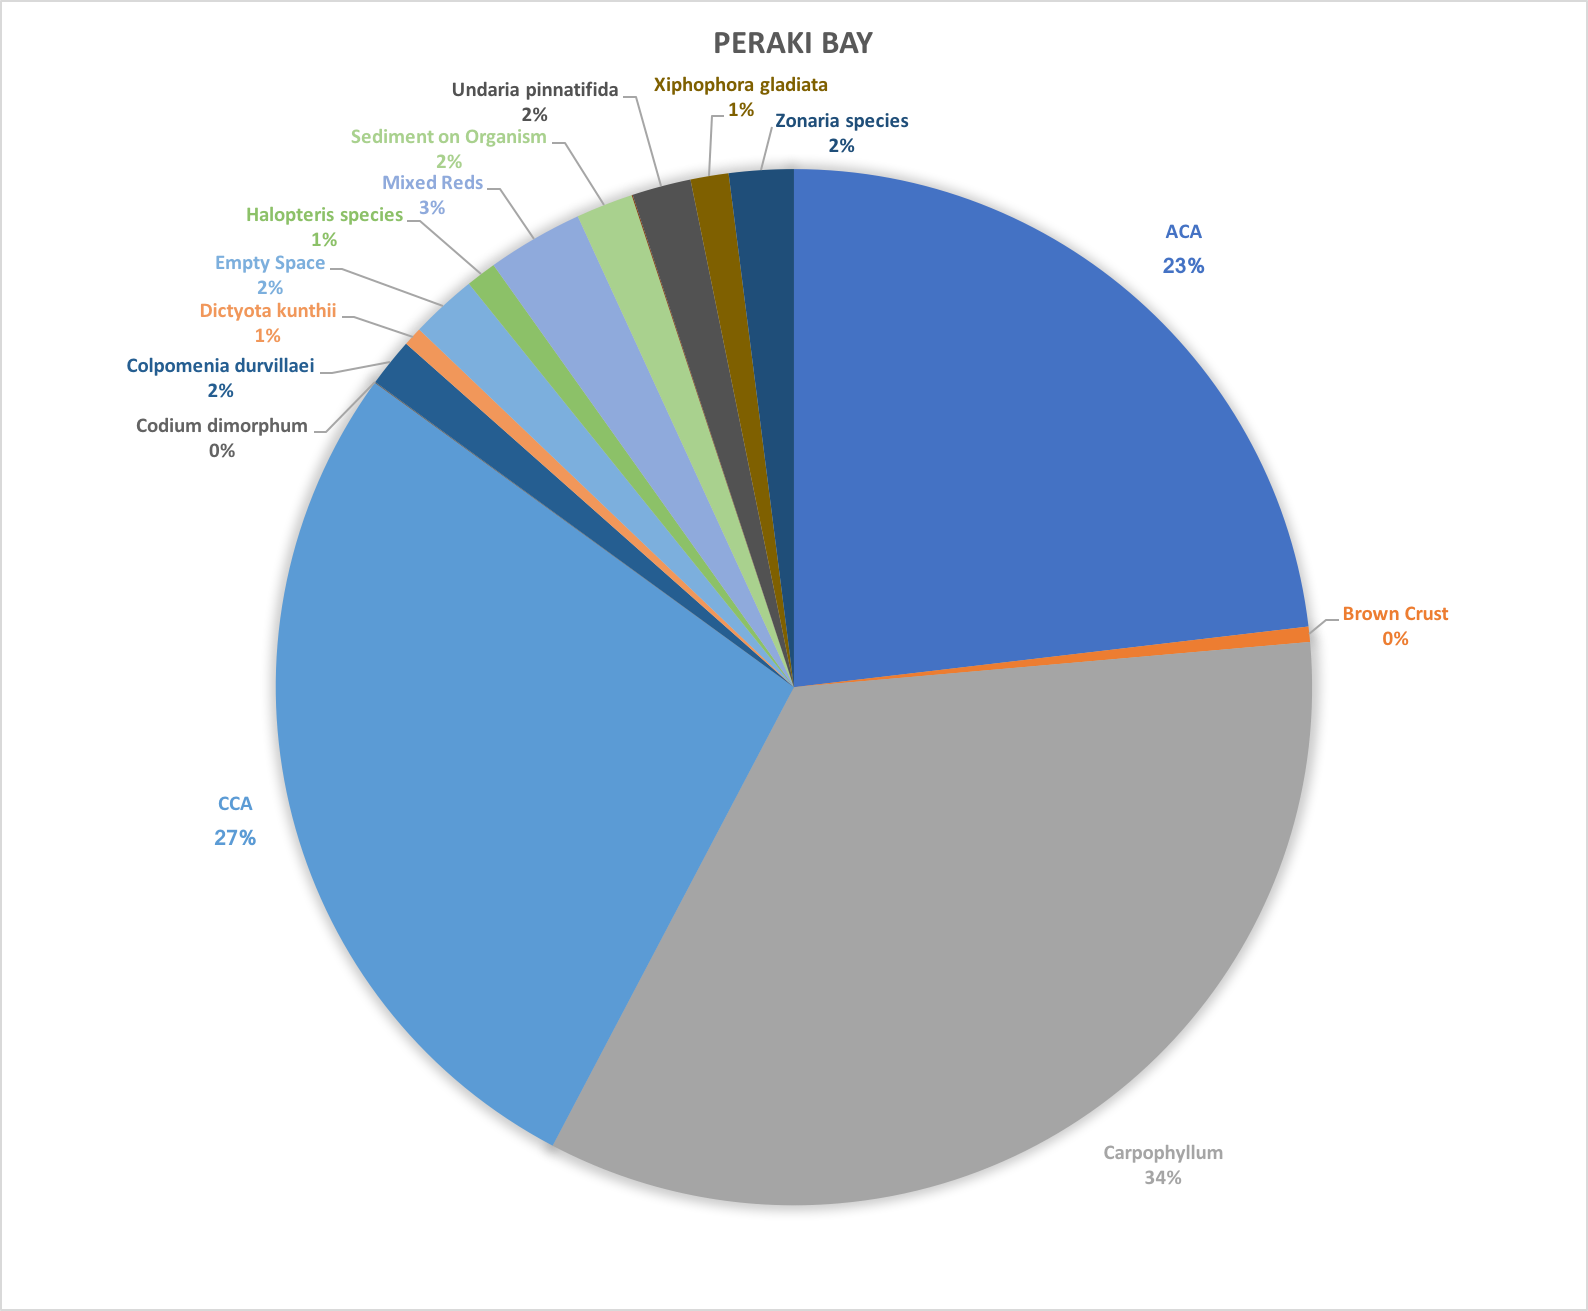 PERAKI BAY
Undaria pinnatifida
2%
Xiphophora gladiata
1%
Zonaria species
2%
Sediment on Organism
2%
Mixed Reds
3%
Halopteris species
1%
Empty Space
2%
Dictyota kunthii
1%
Colpomenia durvillaei
2%
Codium dimorphum
0%
ACA
23%
Brown Crust
0%
CCA
27%
Carpophyllum
34%